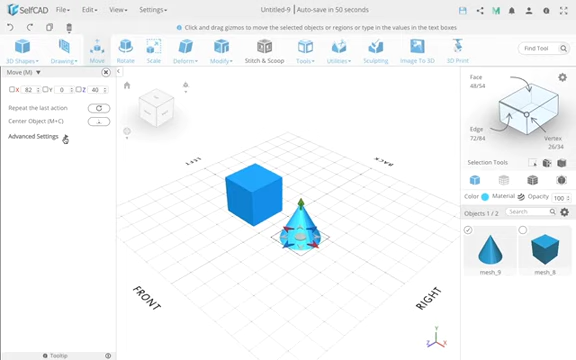 SelfCAD File Edit View Settings Untitled-9 Auto-save in 50 seconds
Click and drag gizmos to move the selected objects or regions or type in the values in the text boxes
3D Shapes Drawing Move Rotate Scale Deform Modify Stitch & Scoop Tools Utilities Sculpting Image To 3D 3D Print Find Tool
Move (M)
X 82 Y 0 Z 40
Repeat the last action
Center Object (M+C)
Advanced Settings
LEFT
BACK
FRONT
RIGHT
Z
X
Y
Face
48/54
Edge
72/84
Vertex
26/34
Selection Tools
Color Material Opacity 100
Objects 1 / 2 Search
mesh_9 mesh_8
Tooltip